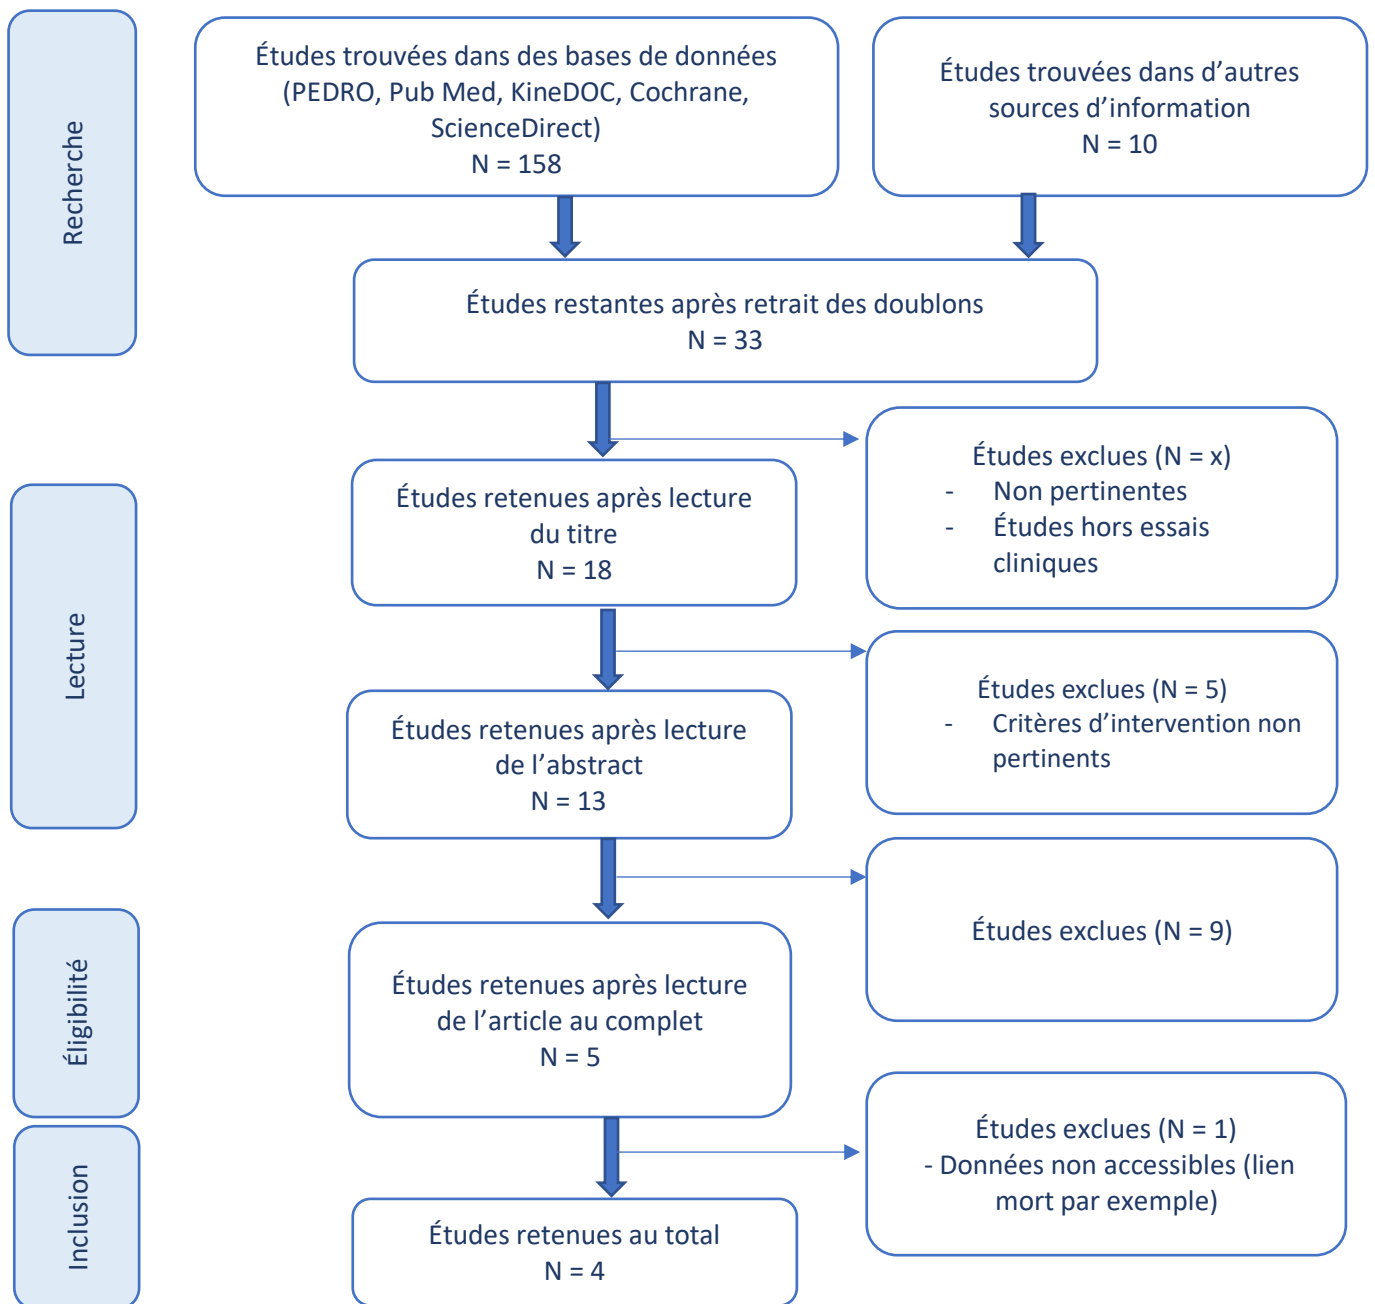 Recherche
Études trouvées dans des bases de données
(PEDRO, Pub Med, KineDOC, Cochrane,
ScienceDirect)
N = 158
Études trouvées dans d’autres
sources d’information
N = 10
Études restantes après retrait des doublons
N = 33
Lecture
Études retenues après lecture
du titre
N = 18
Études exclues (N = x)
- Non pertinentes
- Études hors essais
cliniques
Études retenues après lecture
de l’abstract
N = 13
Études exclues (N = 5)
- Critères d’intervention non
pertinents
Éligibilité
Études retenues après lecture
de l’article au complet
N = 5
Études exclues (N = 9)
Inclusion
Études retenues au total
N = 4
Études exclues (N = 1)
- Données non accessibles (lien
mort par exemple)